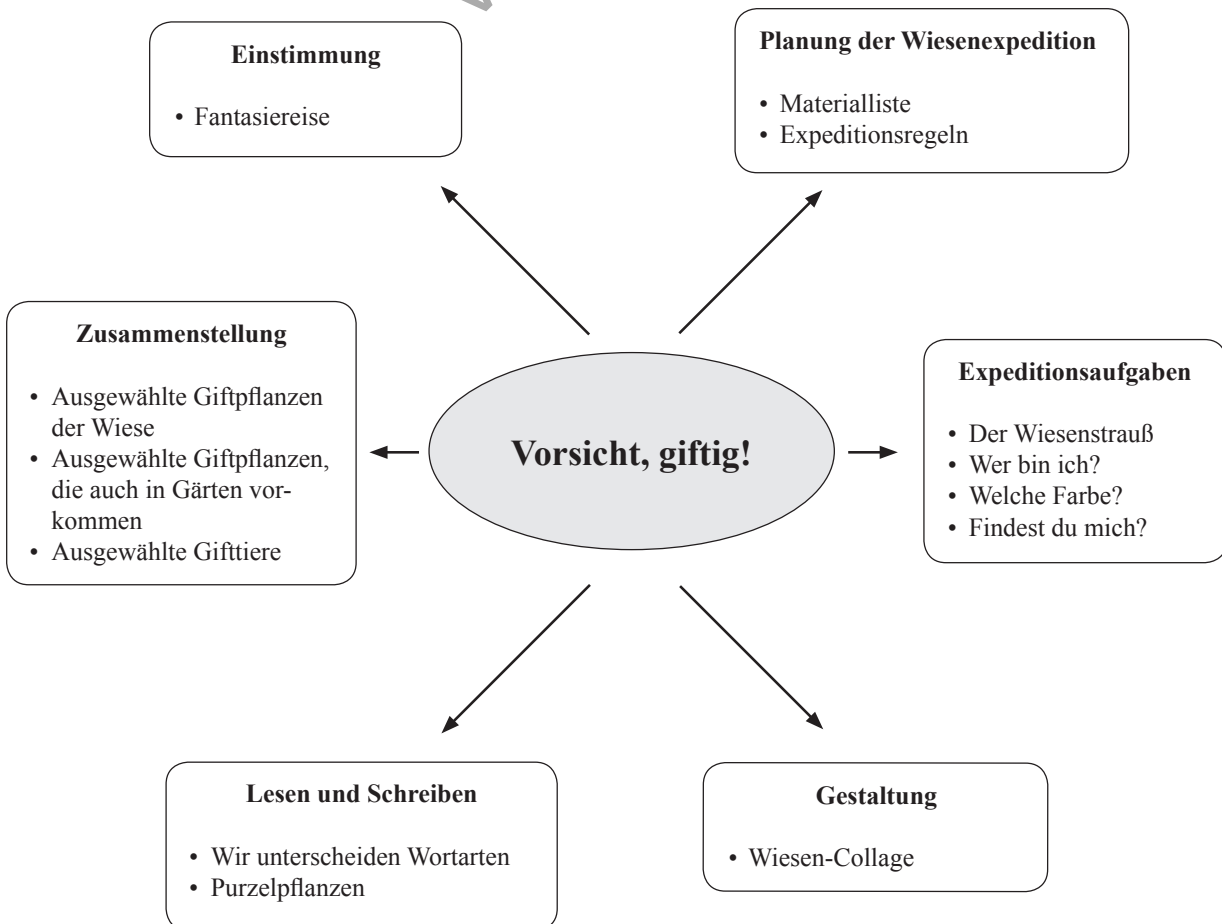 Einstimmung
• Fantasiereise
Planung der Wiesenexpedition
• Materialliste
• Expeditionsregeln
Zusammenstellung
• Ausgewählte Giftpflanzen
der Wiese
• Ausgewählte Giftpflanzen,
die auch in Gärten vor-
kommen
• Ausgewählte Gifttiere
Vorsicht, giftig!
Expeditionsaufgaben
• Der Wiesenstrauß
• Wer bin ich?
• Welche Farbe?
• Findest du mich?
Lesen und Schreiben
• Wir unterscheiden Wortarten
• Purzelpflanzen
Gestaltung
• Wiesen-Collage